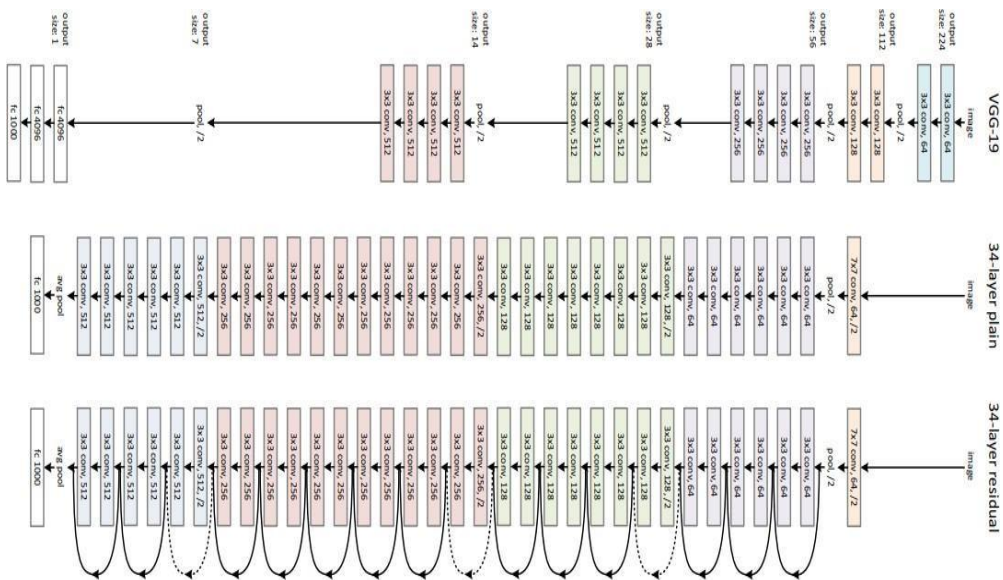 VGG-19
output
size: 224
output
size: 112
output
size: 56
output
size: 28
output
size: 14
output
size: 7
output
size: 1
image
3x3 conv, 64
3x3 conv, 64
pool, /2
3x3 conv, 128
3x3 conv, 128
pool, /2
3x3 conv, 256
3x3 conv, 256
3x3 conv, 256
3x3 conv, 256
pool, /2
3x3 conv, 512
3x3 conv, 512
3x3 conv, 512
3x3 conv, 512
pool, /2
3x3 conv, 512
3x3 conv, 512
3x3 conv, 512
3x3 conv, 512
pool, /2
fc 4096
fc 4096
fc 1000
34-layer plain
image
7x7 conv, 64, /2
pool, /2
3x3 conv, 64
3x3 conv, 64
3x3 conv, 64
3x3 conv, 64
3x3 conv, 64
3x3 conv, 64
3x3 conv, 128, /2
3x3 conv, 128
3x3 conv, 128
3x3 conv, 128
3x3 conv, 128
3x3 conv, 128
3x3 conv, 128
3x3 conv, 128
3x3 conv, 256, /2
3x3 conv, 256
3x3 conv, 256
3x3 conv, 256
3x3 conv, 256
3x3 conv, 256
3x3 conv, 256
3x3 conv, 256
3x3 conv, 256
3x3 conv, 256
3x3 conv, 256
3x3 conv, 256
3x3 conv, 512, /2
3x3 conv, 512
3x3 conv, 512
3x3 conv, 512
3x3 conv, 512
3x3 conv, 512
avg pool
fc 1000
34-layer residual
image
7x7 conv, 64, /2
pool, /2
3x3 conv, 64
3x3 conv, 64
3x3 conv, 64
3x3 conv, 64
3x3 conv, 64
3x3 conv, 64
3x3 conv, 128, /2
3x3 conv, 128
3x3 conv, 128
3x3 conv, 128
3x3 conv, 128
3x3 conv, 128
3x3 conv, 128
3x3 conv, 128
3x3 conv, 256, /2
3x3 conv, 256
3x3 conv, 256
3x3 conv, 256
3x3 conv, 256
3x3 conv, 256
3x3 conv, 256
3x3 conv, 256
3x3 conv, 256
3x3 conv, 256
3x3 conv, 256
3x3 conv, 256
3x3 conv, 512, /2
3x3 conv, 512
3x3 conv, 512
3x3 conv, 512
3x3 conv, 512
3x3 conv, 512
avg pool
fc 1000